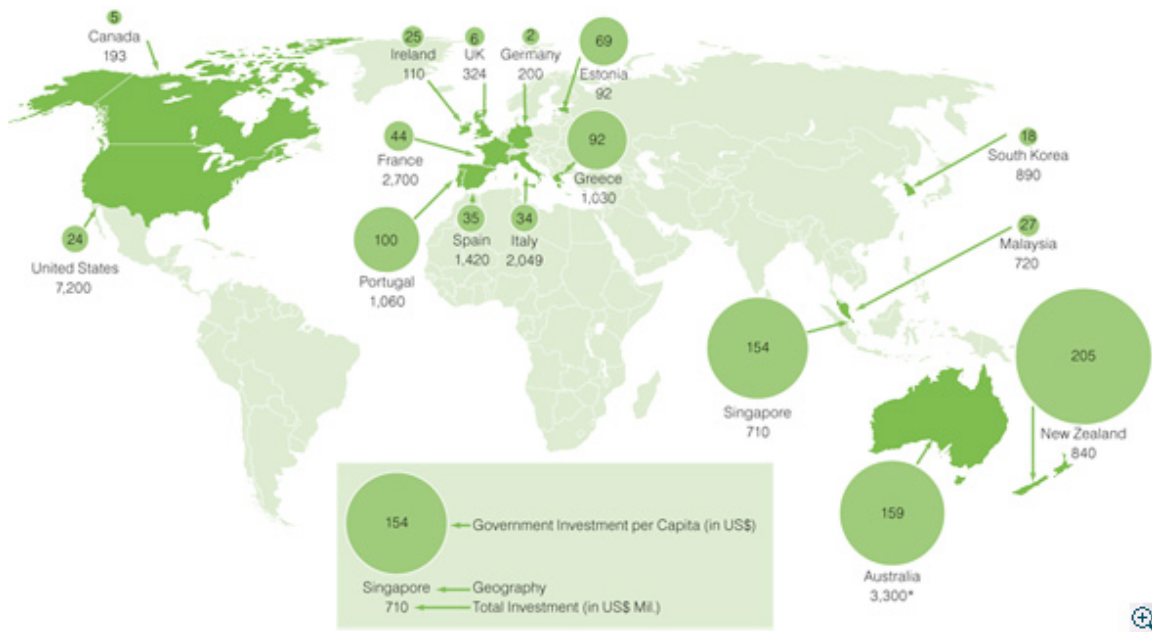 5
Canada
193
25
Ireland
110
6
UK
324
2
Germany
200
69
Estonia
92
44
France
2,700
92
Greece
1,030
18
South Korea
890
24
United States
7,200
100
Portugal
1,060
35
Spain
1,420
34
Italy
2,049
27
Malaysia
720
154
Singapore
710
205
New Zealand
840
159
Australia
3,300*
154
Government Investment per Capita (in US$)
Singapore
Geography
710
Total Investment (in US$ Mil.)